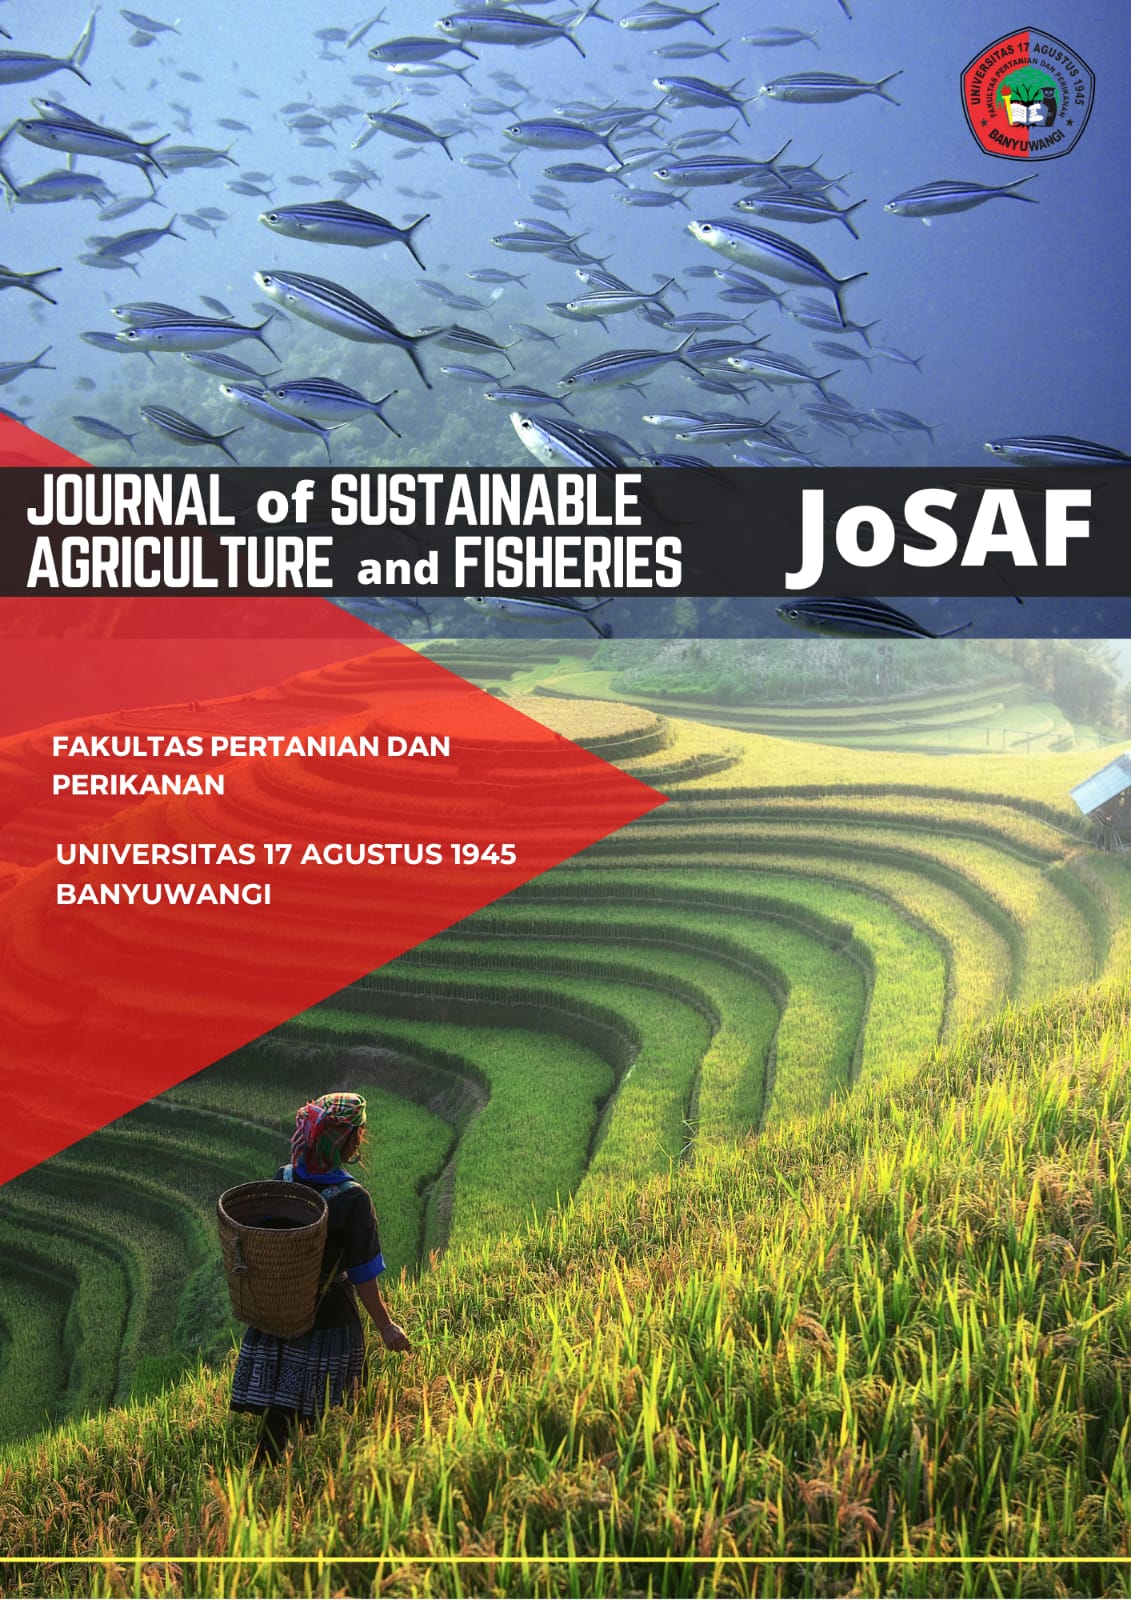 UNIVERSITAS 17 AGUSTUS 1945
FAKULTAS PERTANIAN DAN PERIKANAN
BANYUWANGI
JOURNAL of SUSTAINABLE
AGRICULTURE and FISHERIES
JoSAF
FAKULTAS PERTANIAN DAN
PERIKANAN
UNIVERSITAS 17 AGUSTUS 1945
BANYUWANGI